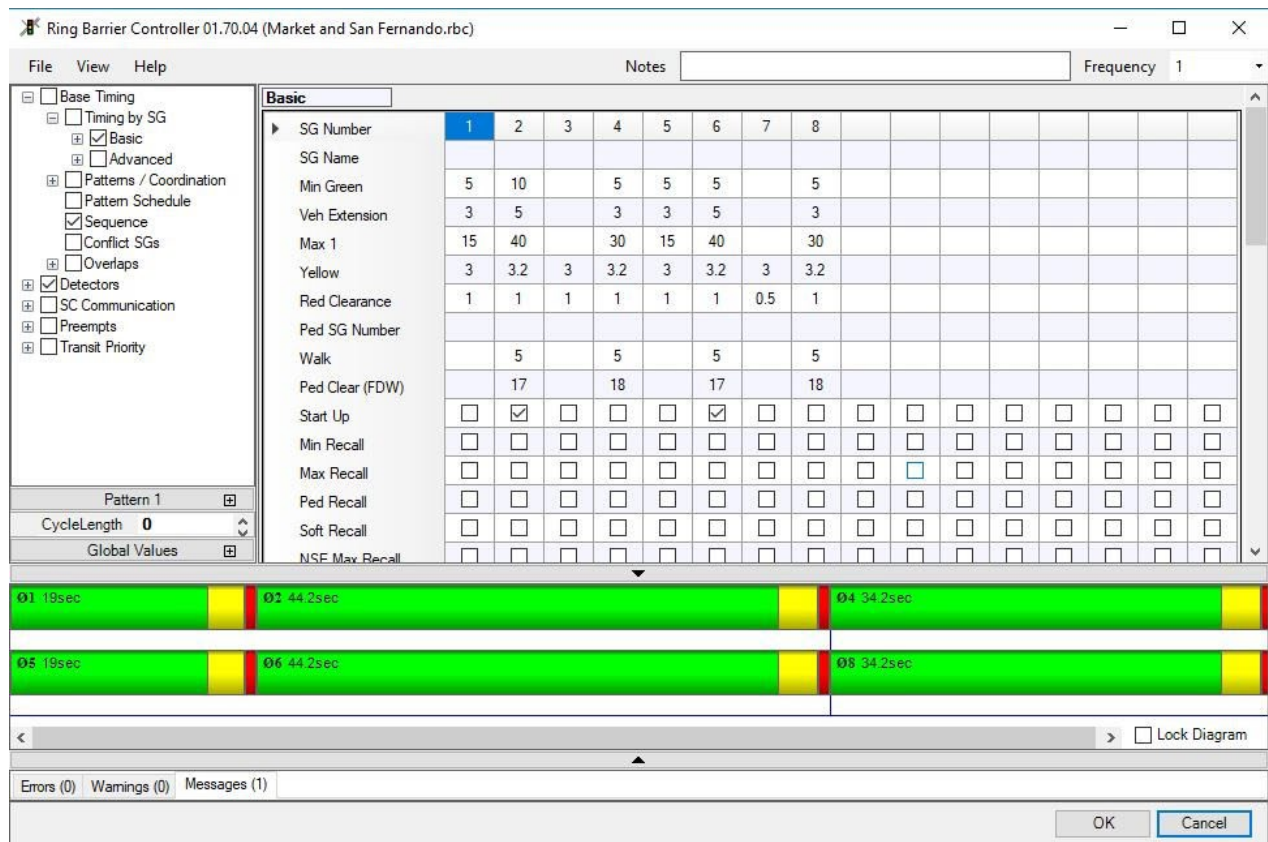 Ring Barrier Controller 01.70.04 (Market and San Fernando.rbc)
File View Help Notes Frequency 1
Base Timing
Timing by SG
Basic
Advanced
Patterns / Coordination
Pattern Schedule
Sequence
Conflict SGs
Overlaps
Detectors
SC Communication
Preempts
Transit Priority
Pattern 1
CycleLength 0
Global Values
Basic
SG Number 1 2 3 4 5 6 7 8
SG Name
Min Green 5 10 5 5 5 5
Veh Extension 3 5 3 3 5 3
Max 1 15 40 30 15 40 30
Yellow 3 3.2 3 3.2 3 3.2 3 3.2
Red Clearance 1 1 1 1 1 1 0.5 1
Ped SG Number
Walk 5 5 5 5
Ped Clear (FDW) 17 18 17 18
Start Up
Min Recall
Max Recall
Ped Recall
Soft Recall
NSE Max Recall
Ø1 19sec Ø2 44.2sec Ø4 34.2sec
Ø5 19sec Ø6 44.2sec Ø8 34.2sec
Lock Diagram
Errors (0) Warnings (0) Messages (1)
OK Cancel